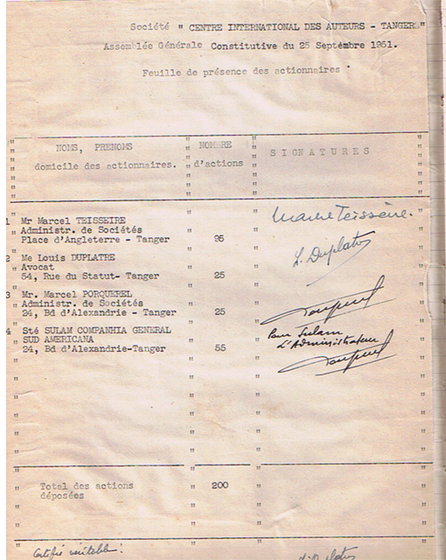 Société " CENTRE INTERNATIONAL DES AUTEURS - TANGER"
Assemblée Générale Constitutive du 25 Septembre 1951.
Feuille de présence des actionnaires
NOMS, PRENOMS
domicile des actionnaires.
NOMBRE
d'actions
SIGNATURES
1 Mr Marcel TEISSEIRE
Administr. de Sociétés
Place d'Angleterre - Tanger 95
Marcel Teisseire.
2 Me Louis DUPLATRE
Avocat
54, Rue du Statut- Tanger 25
L. Duplatre
3 Mr. Marcel PORQUEREL
Administr. de Sociétés
24, Bd d'Alexandrie - Tanger 25
4 Sté SULAM COMPANHIA GENERAL
SUD AMERICANA
24, Bd d'Alexandrie-Tanger 55
Pour Sulam
L'Administrateur
Total des actions
déposées 200
Certifié véritable: